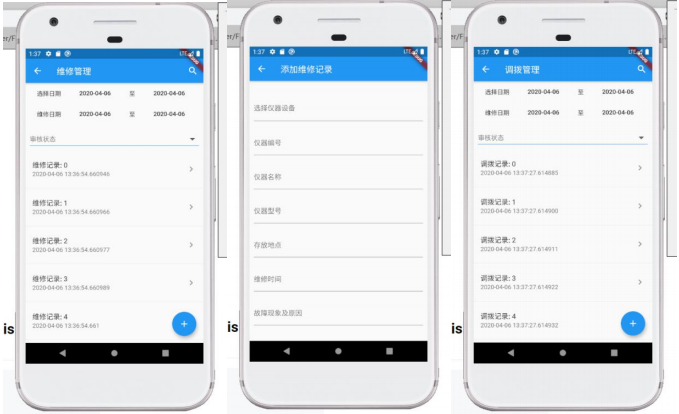 er/F
1:37
维修管理
选择日期 2020-04-06 至 2020-04-06
维修日期 2020-04-06 至 2020-04-06
审核状态
维修记录: 0
2020-04-06 13:36:54.660946
维修记录: 1
2020-04-06 13:36:54.660966
维修记录: 2
2020-04-06 13:36:54.660977
维修记录: 3
2020-04-06 13:36:54.660989
维修记录: 4
2020-04-06 13:36:54.661
+
is
er/F
1:37
添加维修记录
选择仪器设备
仪器编号
仪器名称
仪器型号
存放地点
维修时间
故障现象及原因
is
1:37
调拨管理
选择日期 2020-04-06 至 2020-04-06
维修日期 2020-04-06 至 2020-04-06
审核状态
调拨记录: 0
2020-04-06 13:37:27.614885
调拨记录: 1
2020-04-06 13:37:27.614900
调拨记录: 2
2020-04-06 13:37:27.614911
调拨记录: 3
2020-04-06 13:37:27.614922
调拨记录: 4
2020-04-06 13:37:27.614932
+
is